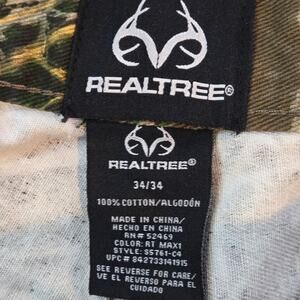 REALTREE®
REALTREE®
34/34
100% COTTON/ALGODÓN
MADE IN CHINA/
HECHO EN CHINA
RN# 52469
COLOR: RT MAX1
STYLE: S5761-C4
UPC# 842733141915
SEE REVERSE FOR CARE/
VE EL REVERSO PARA EL
CUIDADO